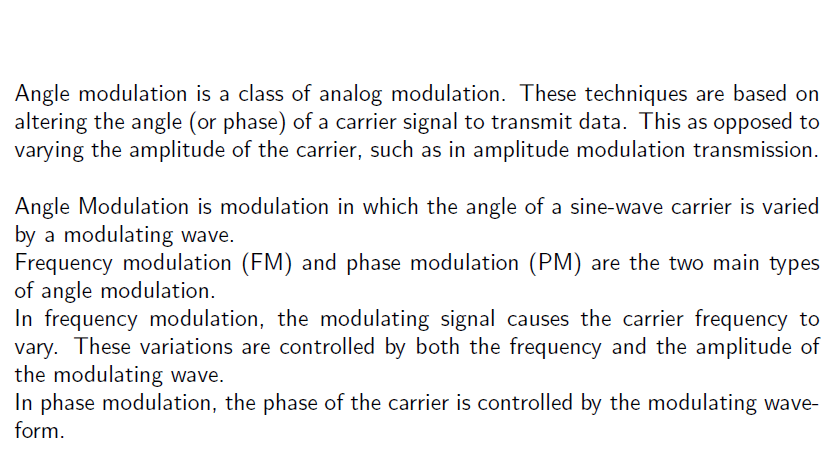 Angle modulation is a class of analog modulation. These techniques are based on
altering the angle (or phase) of a carrier signal to transmit data. This as opposed to
varying the amplitude of the carrier, such as in amplitude modulation transmission.
Angle Modulation is modulation in which the angle of a sine-wave carrier is varied
by a modulating wave.
Frequency modulation (FM) and phase modulation (PM) are the two main types
of angle modulation.
In frequency modulation, the modulating signal causes the carrier frequency to
vary. These variations are controlled by both the frequency and the amplitude of
the modulating wave.
In phase modulation, the phase of the carrier is controlled by the modulating wave-
form.